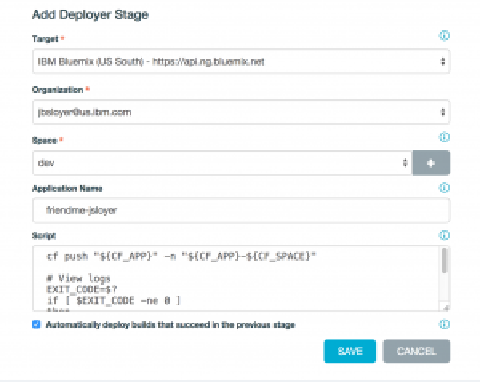 Add Deployer Stage
Target *
IBM Bluemix (US South) - https://api.ng.bluemix.net
Organization *
jbsloyer@us.ibm.com
Space *
dev
+
Application Name
friendme-jsloyer
Script
cf push "${CF_APP}" -n "${CF_APP}-${CF_SPACE}"
# View logs
EXIT_CODE=$?
if [ $EXIT_CODE -ne 0 ]
then
Automatically deploy builds that succeed in the previous stage
SAVE CANCEL